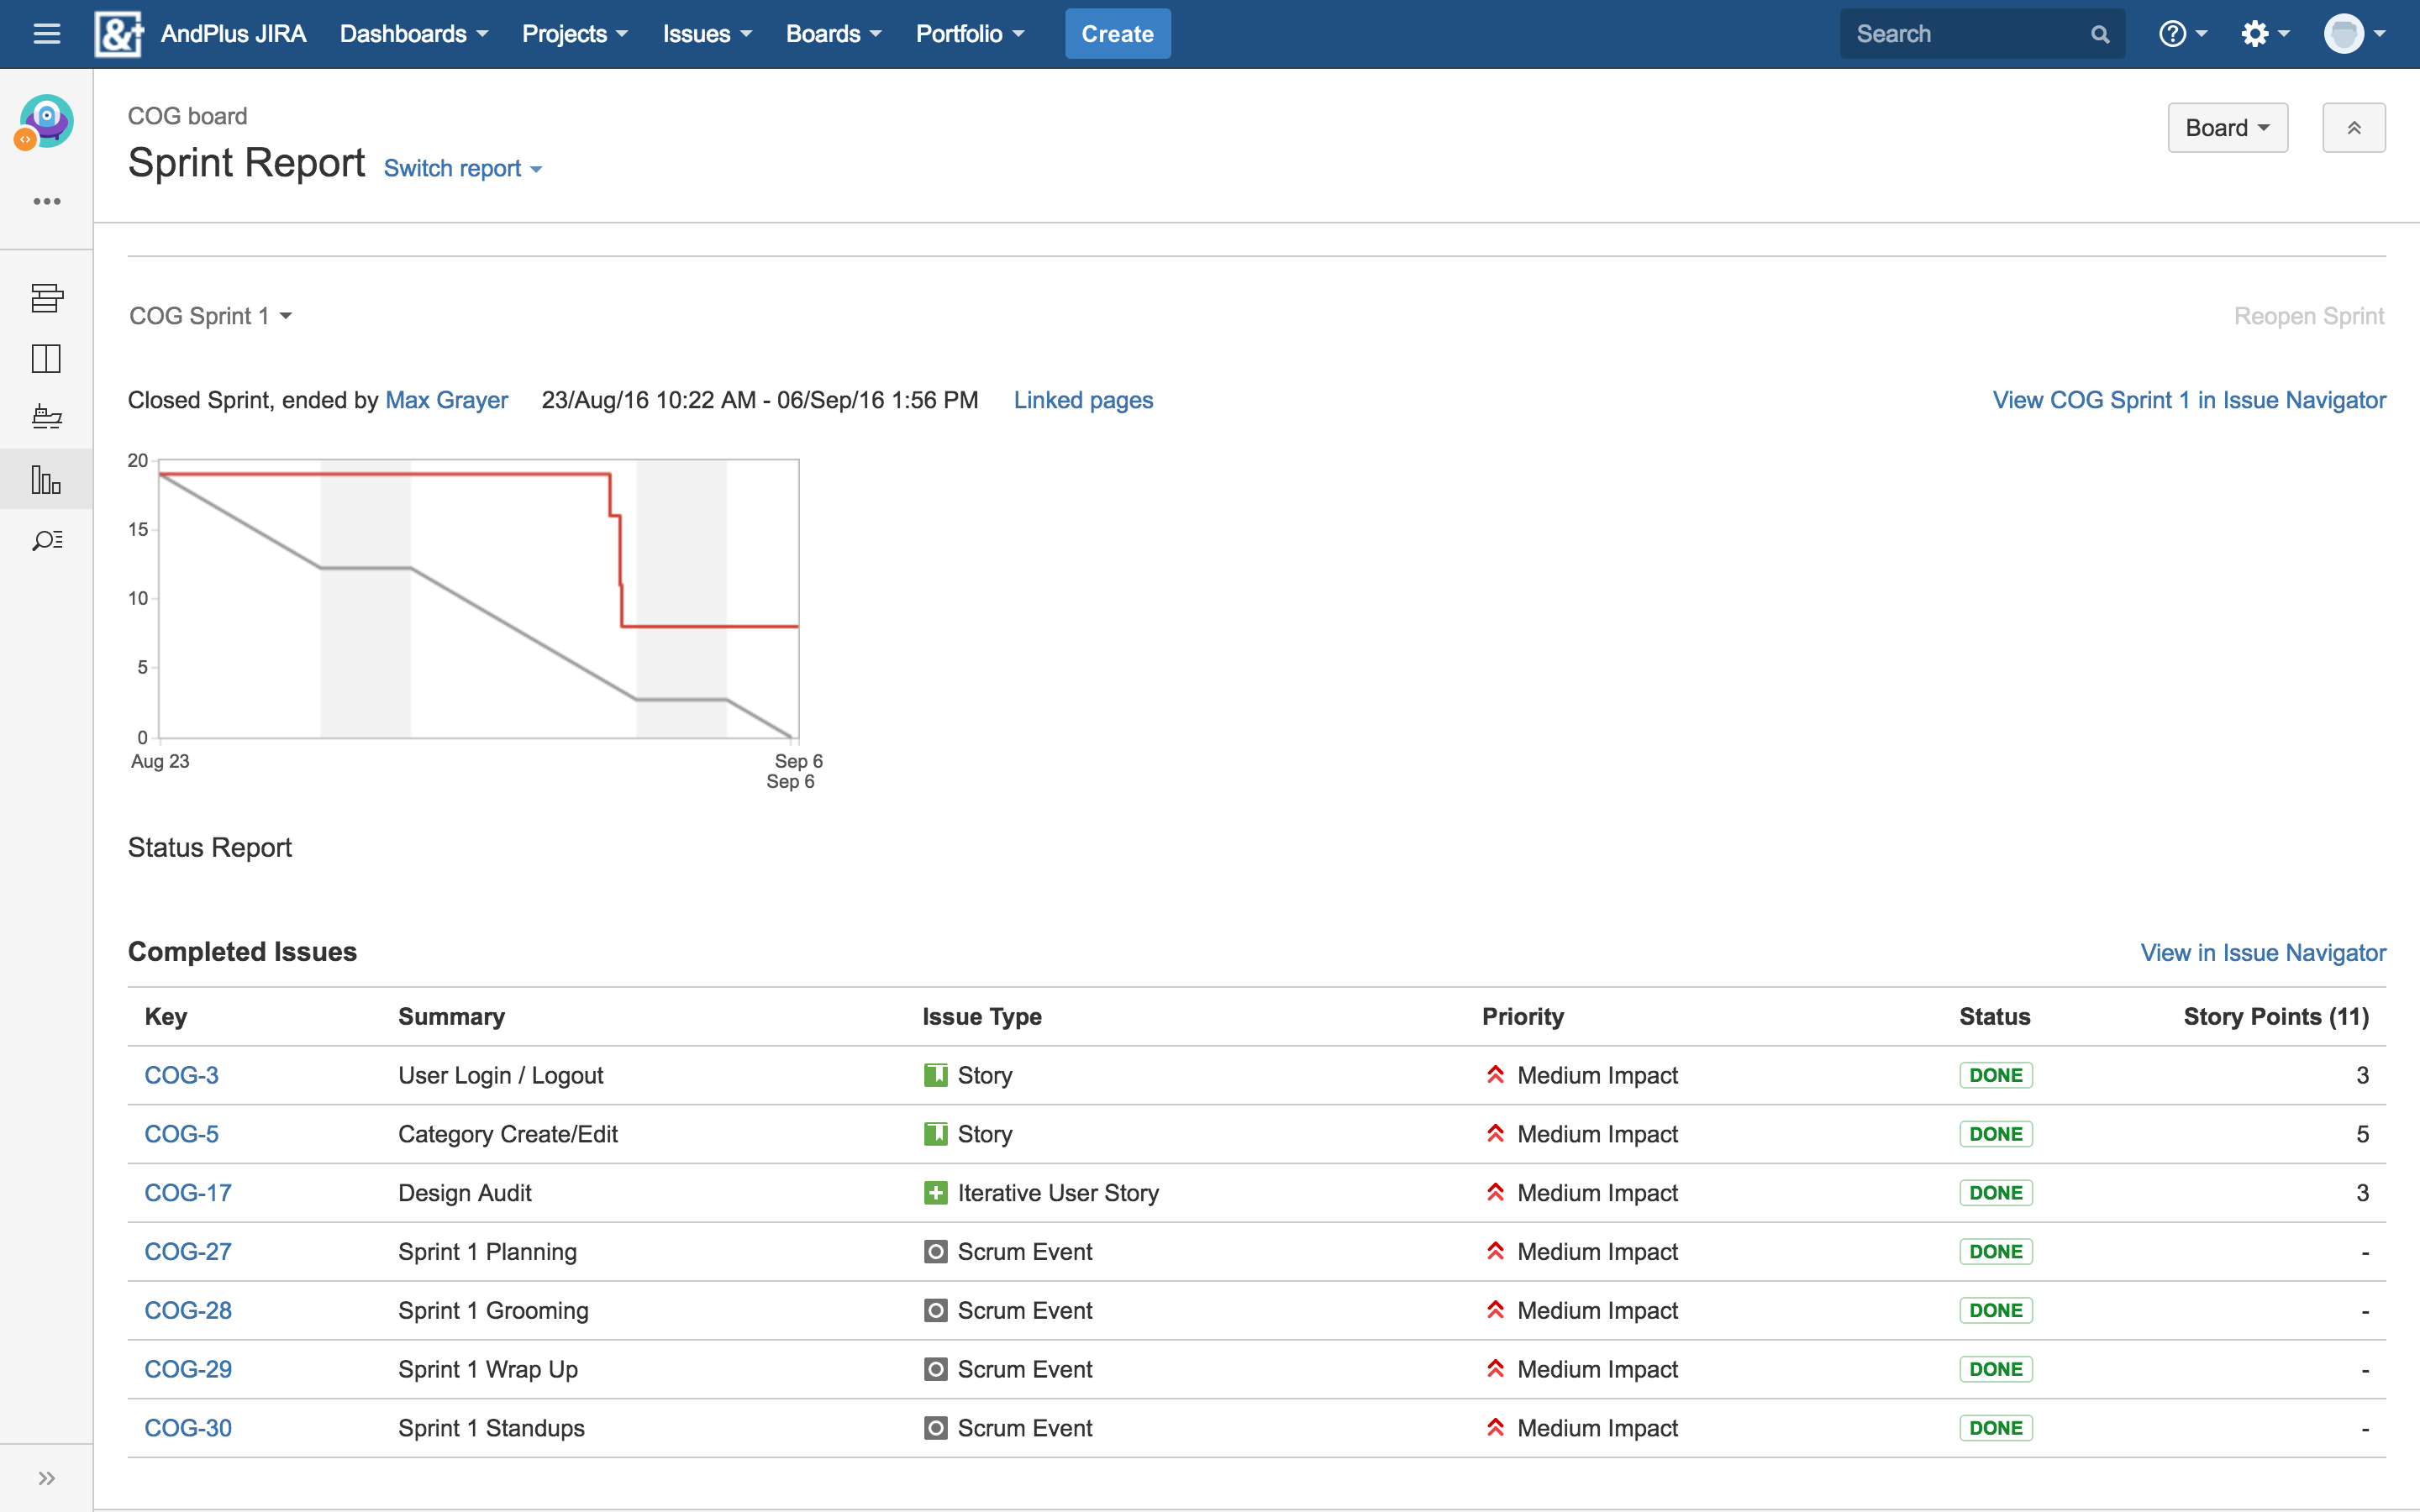 &+ AndPlus JIRA Dashboards Projects Issues Boards Portfolio Create Search ?
COG board
Sprint Report Switch report
Board
COG Sprint 1 Reopen Sprint
Closed Sprint, ended by Max Grayer 23/Aug/16 10:22 AM - 06/Sep/16 1:56 PM Linked pages View COG Sprint 1 in Issue Navigator
20
15
10
5
0
Aug 23 Sep 6
Sep 6
Status Report
Completed Issues View in Issue Navigator
Key Summary Issue Type Priority Status Story Points (11)
COG-3 User Login / Logout Story Medium Impact DONE 3
COG-5 Category Create/Edit Story Medium Impact DONE 5
COG-17 Design Audit Iterative User Story Medium Impact DONE 3
COG-27 Sprint 1 Planning Scrum Event Medium Impact DONE -
COG-28 Sprint 1 Grooming Scrum Event Medium Impact DONE -
COG-29 Sprint 1 Wrap Up Scrum Event Medium Impact DONE -
COG-30 Sprint 1 Standups Scrum Event Medium Impact DONE -